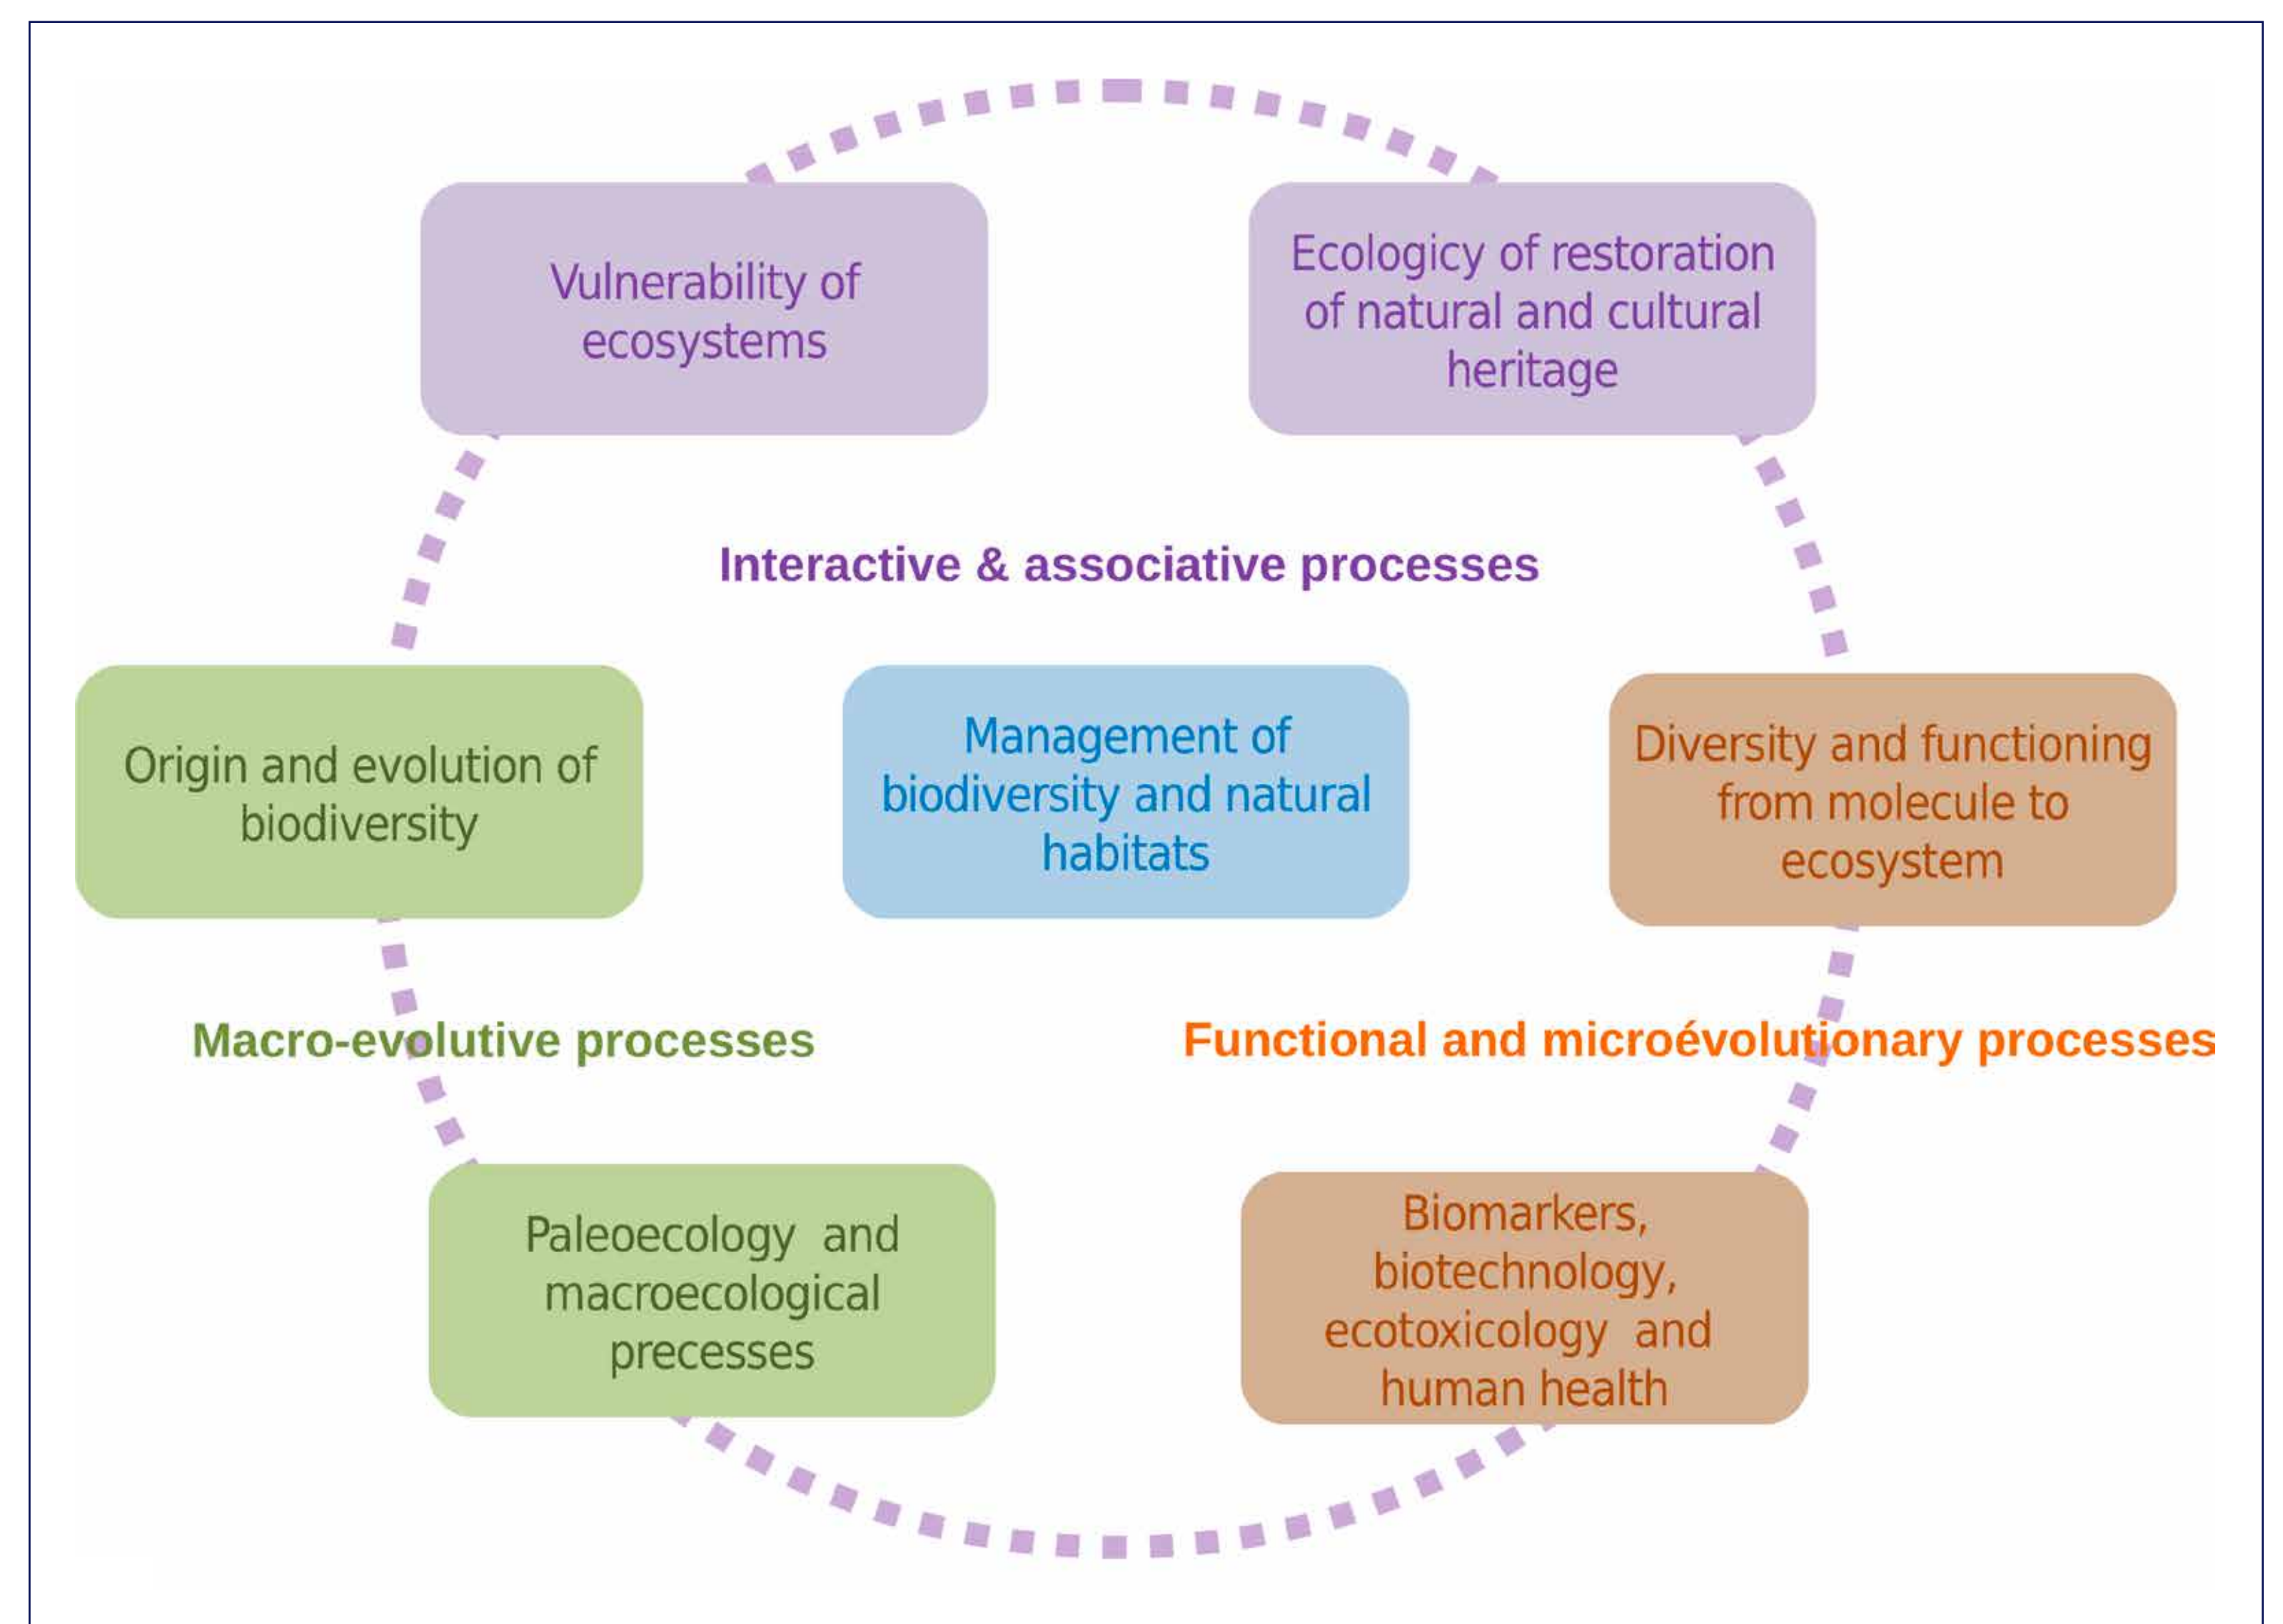 Vulnerability of
ecosystems
Ecologicy of restoration
of natural and cultural
heritage
Interactive & associative processes
Origin and evolution of
biodiversity
Management of
biodiversity and natural
habitats
Diversity and functioning
from molecule to
ecosystem
Macro-evolutive processes
Functional and microévolutionary processes
Paleoecology and
macroecological
precesses
Biomarkers,
biotechnology,
ecotoxicology and
human health